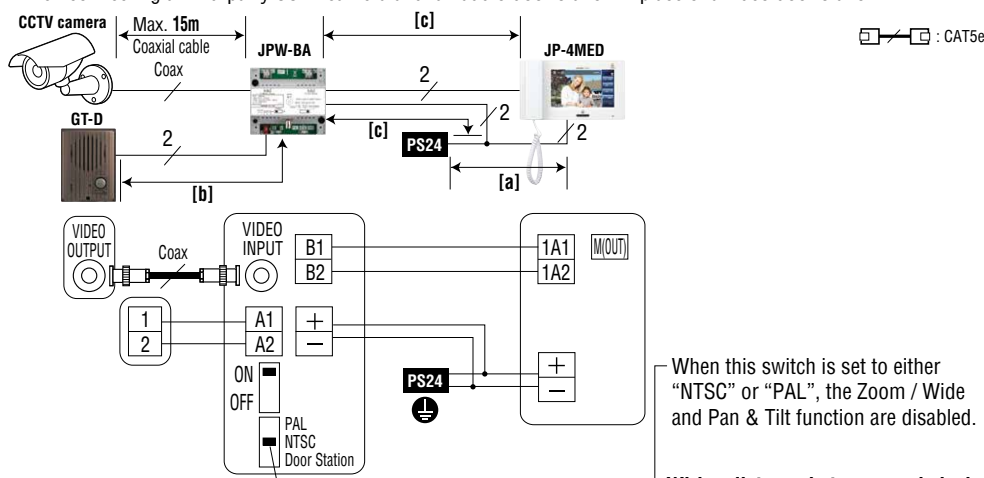 CCTV camera
Max. 15m
[c]
Coaxial cable
JPW-BA
JP-4MED
: CAT5e
Coax
2
GT-D
2
[c]
2
PS24
2
[b]
[a]
VIDEO
OUTPUT
Coax
VIDEO
INPUT
B1
1A1
M(OUT)
B2
1A2
1
A1
+
2
A2
–
ON
OFF
PS24
+
–
PAL
NTSC
Door Station
When this switch is set to either
“NTSC” or “PAL”, the Zoom / Wide
and Pan & Tilt function are disabled.